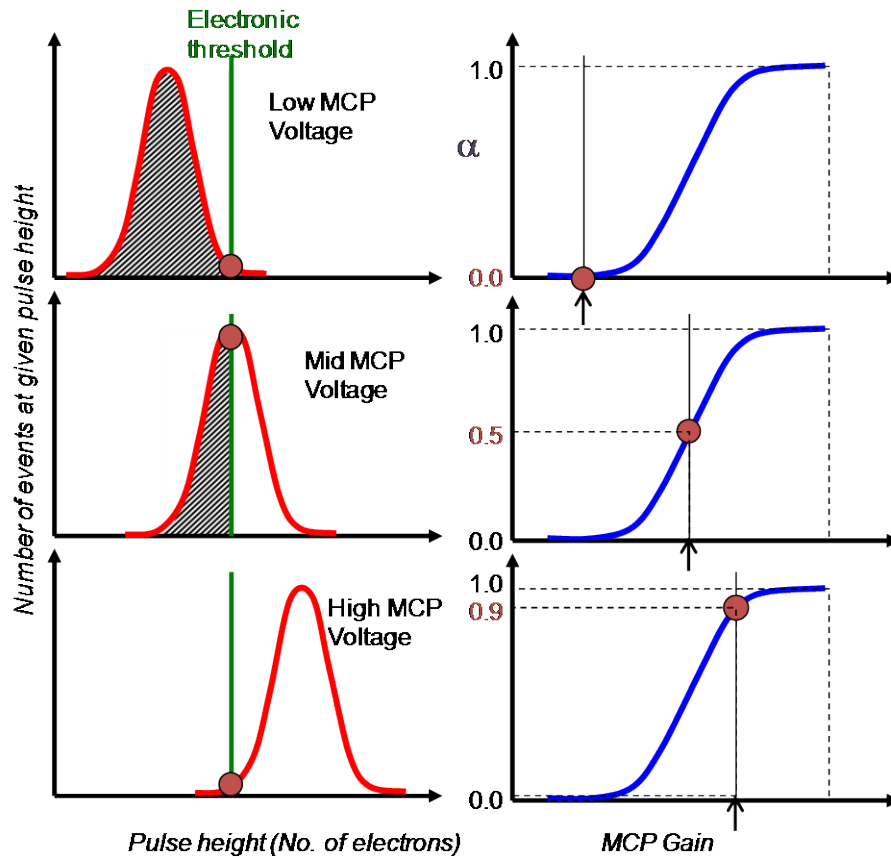 Electronic
threshold
Low MCP
Voltage
1.0
α
0.0
Number of events at given pulse height
Mid MCP
Voltage
1.0
0.5
0.0
High MCP
Voltage
1.0
0.9
0.0
Pulse height (No. of electrons)
MCP Gain